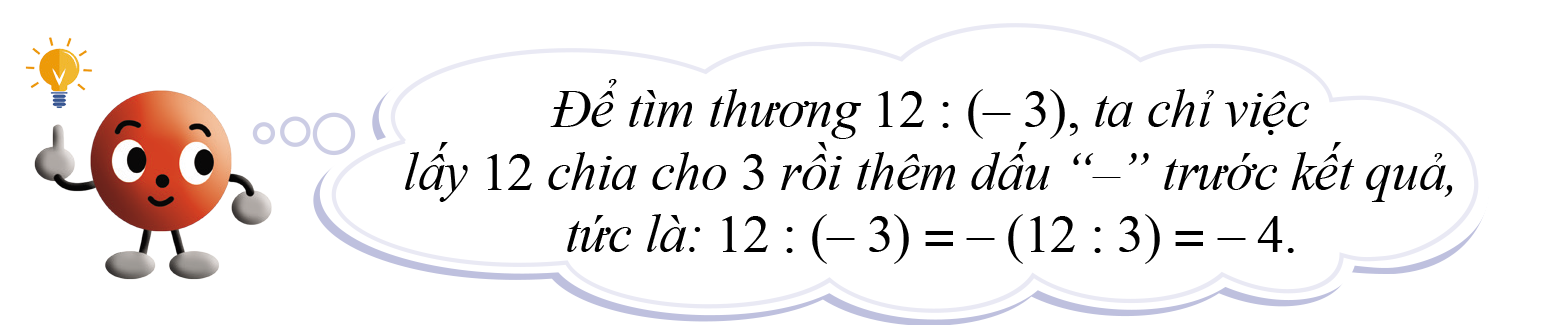 Để tìm thương 12 : (– 3), ta chỉ việc
lấy 12 chia cho 3 rồi thêm dấu “–” trước kết quả,
tức là: 12 : (– 3) = – (12 : 3) = – 4.